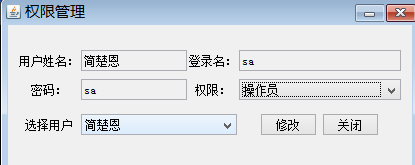 权限管理
用户姓名： 简楚恩 登录名： sa
密码： sa 权限： 操作员
选择用户 简楚恩 修改 关闭